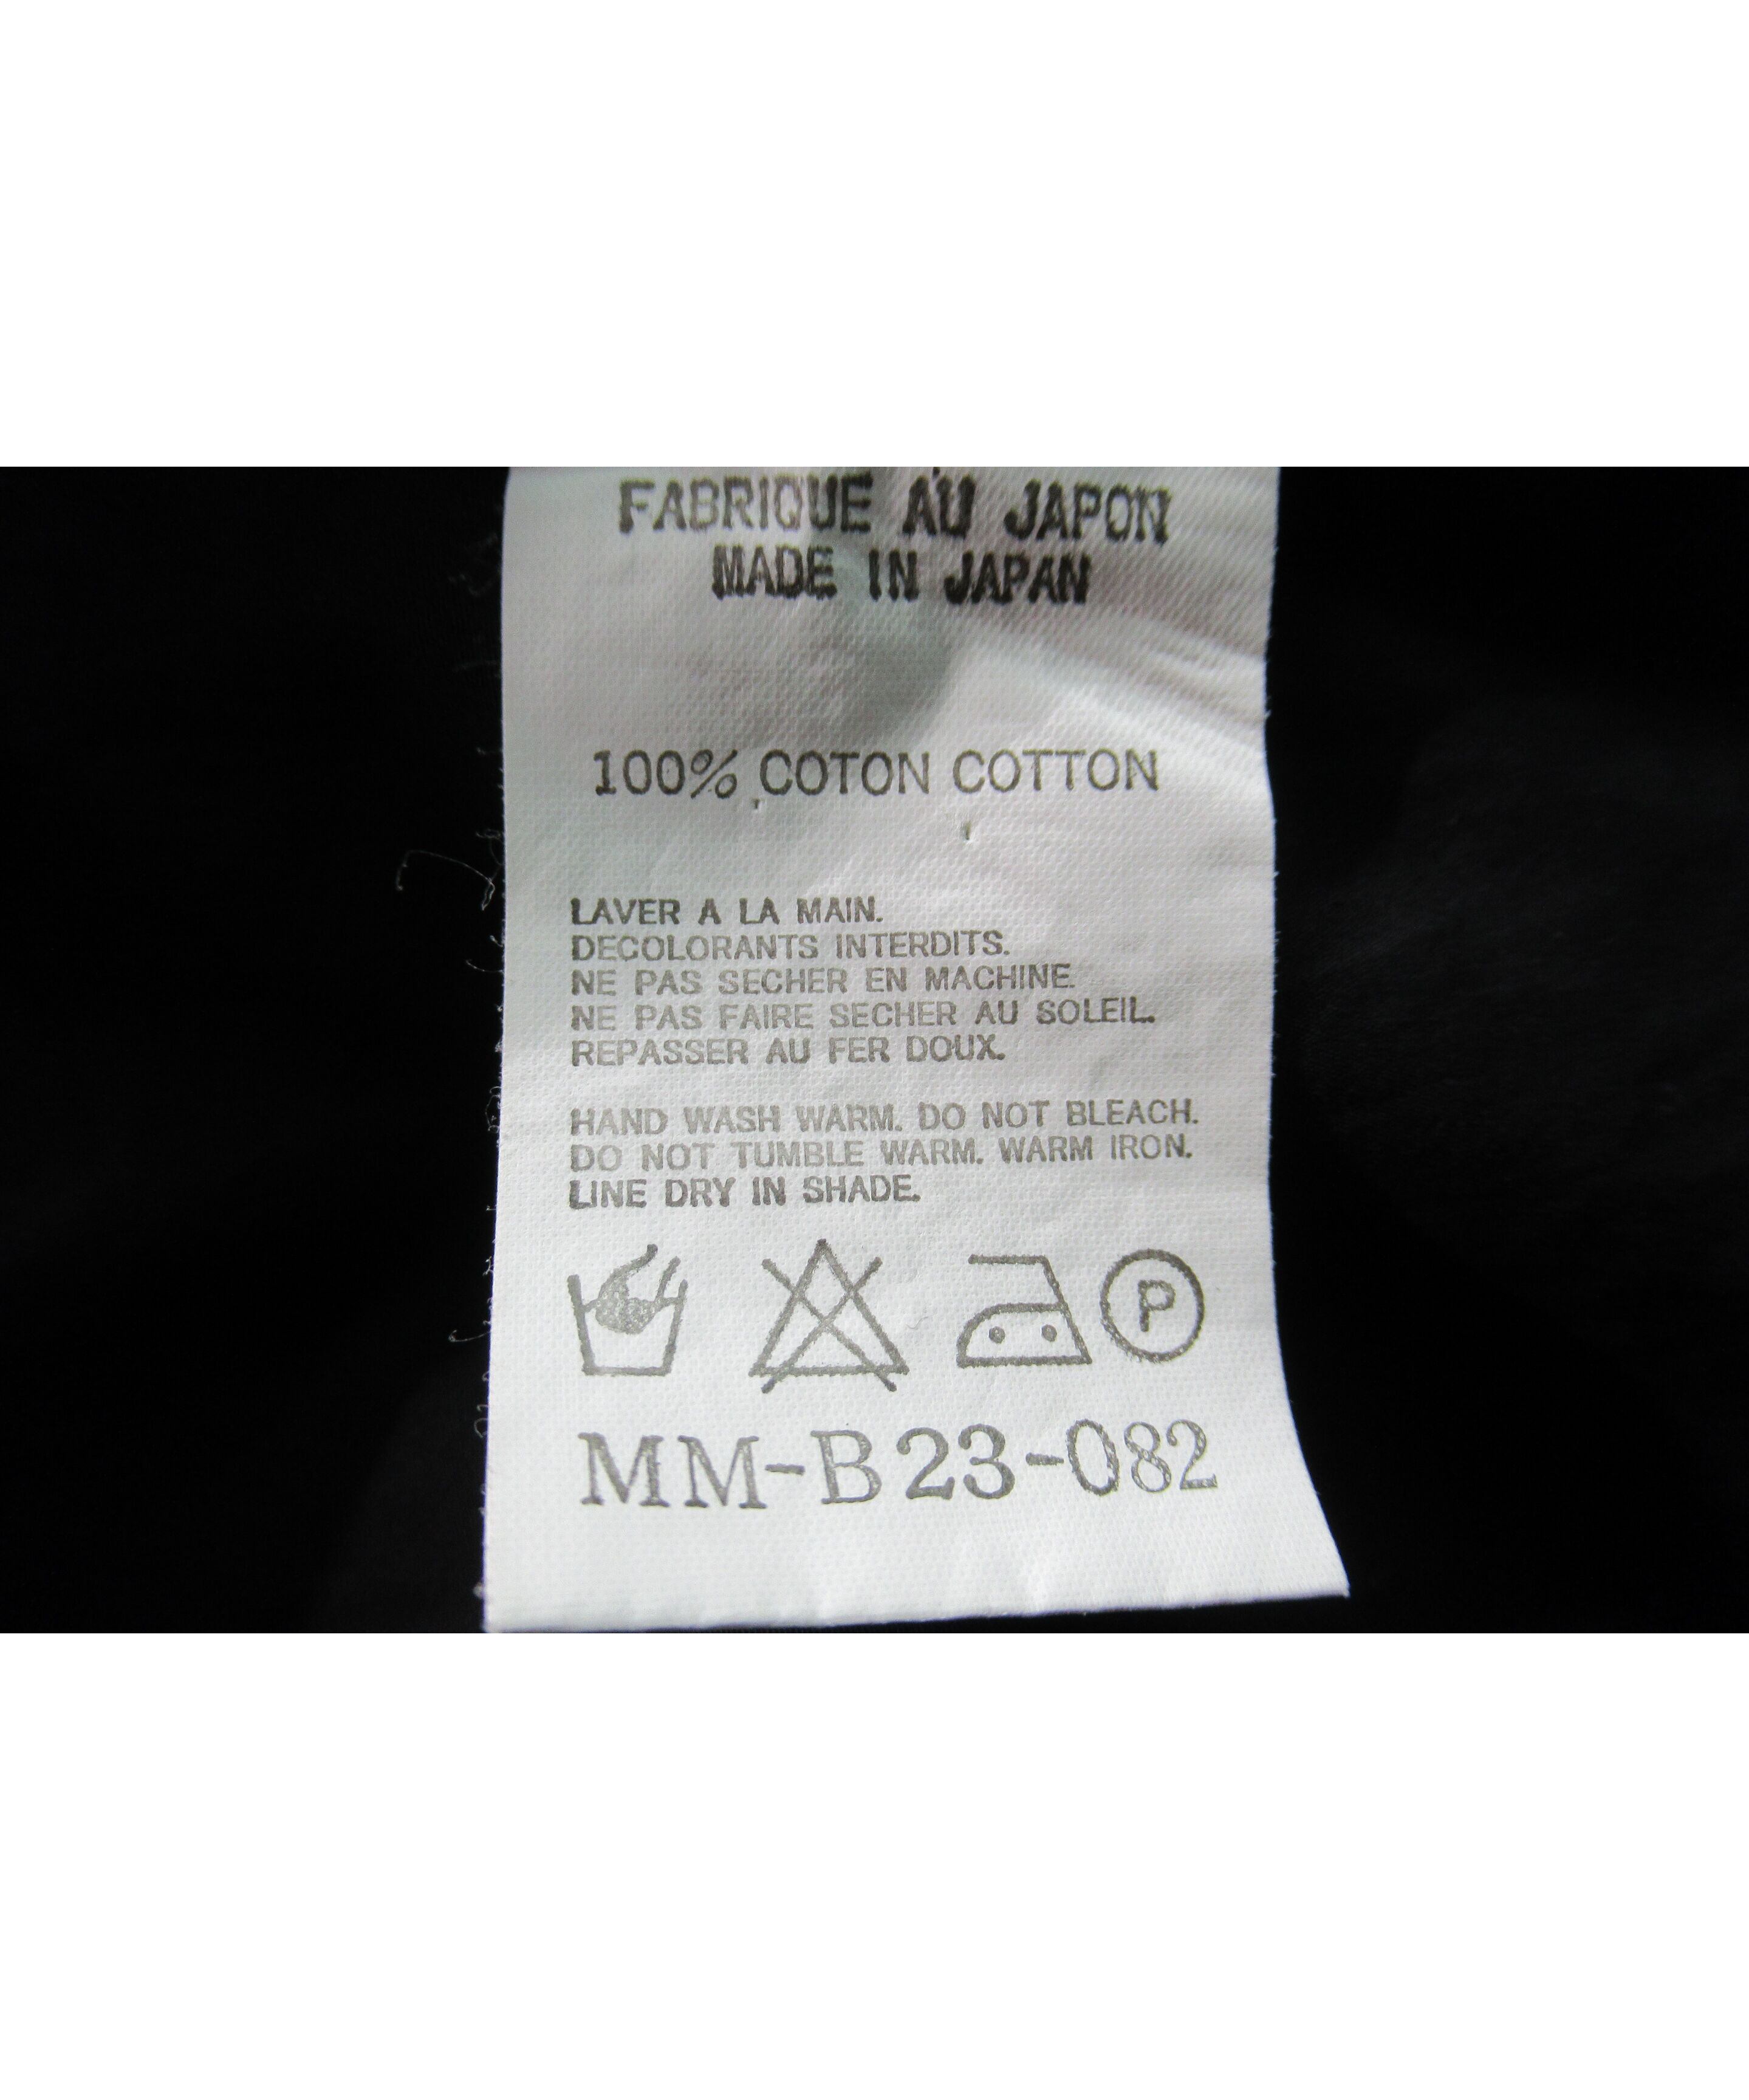 FABRIQUE AU JAPON
MADE IN JAPAN
100% COTON COTTON
LAVER A LA MAIN.
DECOLORANTS INTERDITS.
NE PAS SECHER EN MACHINE.
NE PAS FAIRE SECHER AU SOLEIL.
REPASSER AU FER DOUX.
HAND WASH WARM. DO NOT BLEACH.
DO NOT TUMBLE WARM. WARM IRON.
LINE DRY IN SHADE.
P
MM-B23-082